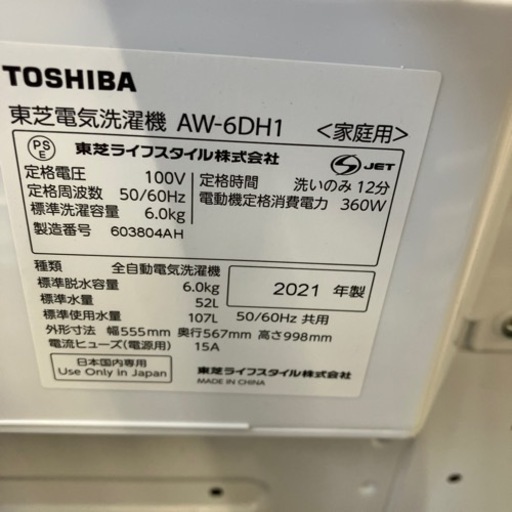 TOSHIBA
東芝電気洗濯機 AW-6DH1 <家庭用>
PSE 東芝ライフスタイル株式会社 S JET
定格電圧 100V 定格時間 洗いのみ 12分
定格周波数 50/60Hz 電動機定格消費電力 360W
標準洗濯容量 6.0kg
製造番号 603804AH
種類 全自動電気洗濯機
標準脱水容量 6.0kg 2021 年製
標準水量 52L
標準使用水量 107L 50/60Hz 共用
外形寸法 幅555mm 奥行567mm 高さ998mm
電流ヒューズ(電源用) 15A
日本国内専用
Use Only in Japan
東芝ライフスタイル株式会社
MADE IN CHINA